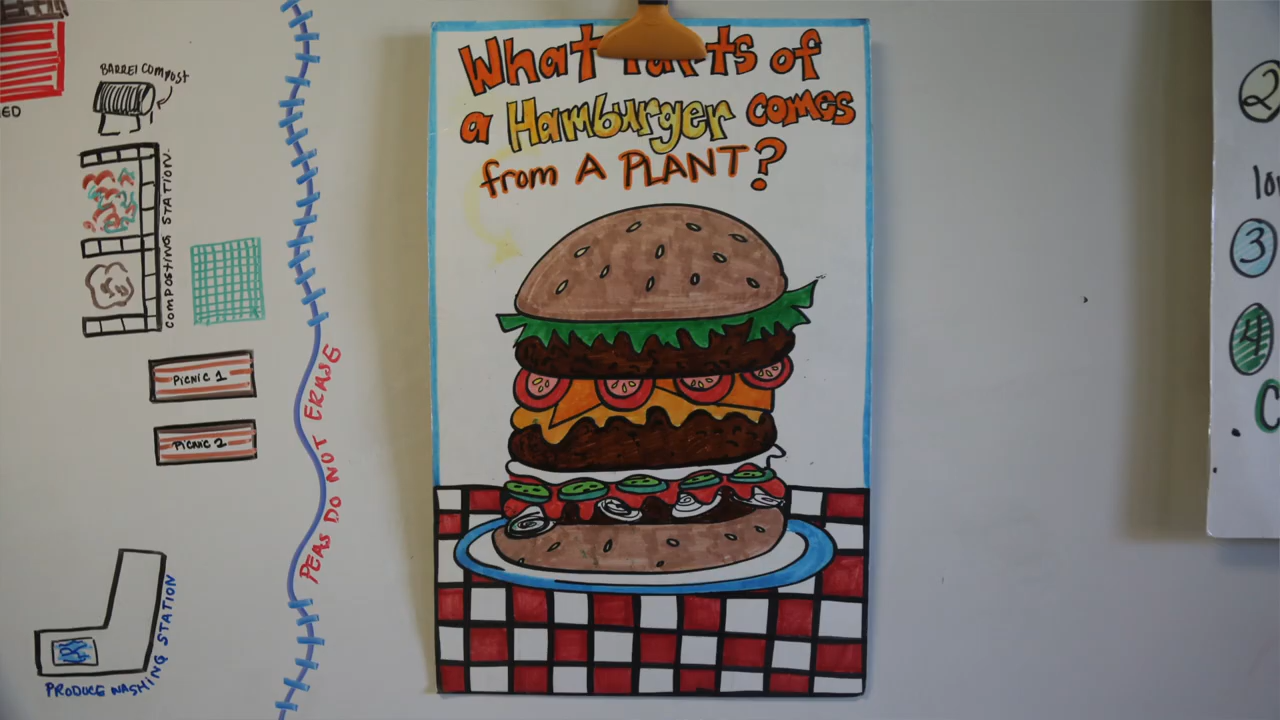 BARREL COMPOST
COMPOSTING STATION
PICNIC 1
PICNIC 2
PEAS DO NOT ERASE
PRODUCE WASHING STATION
What of
a Hamburger comes
from A PLANT?
2
3
4